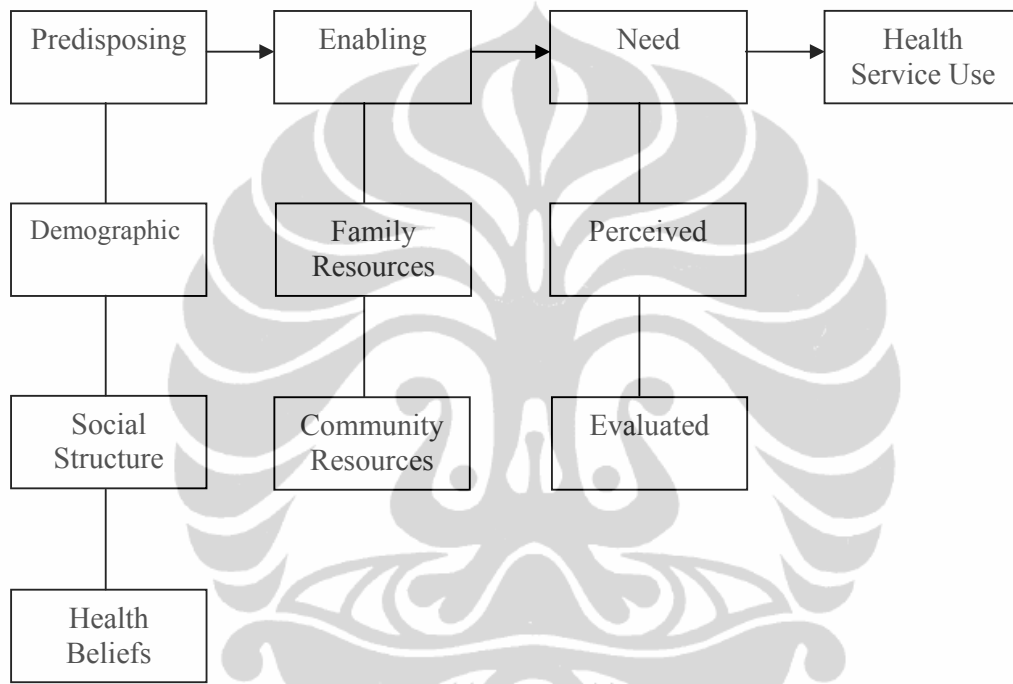 Predisposing
Enabling
Need
Health
Service Use
Demographic
Family
Resources
Perceived
Social
Structure
Community
Resources
Evaluated
Health
Beliefs